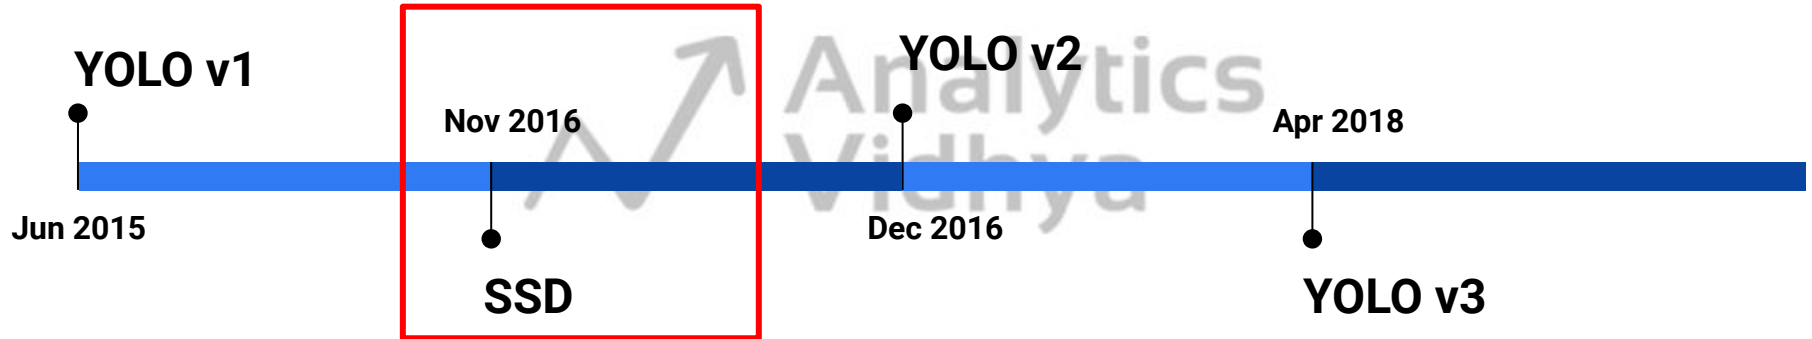 YOLO v1
Jun 2015
Nov 2016
SSD
YOLO v2
Dec 2016
Apr 2018
YOLO v3
Analytics
Vidhya